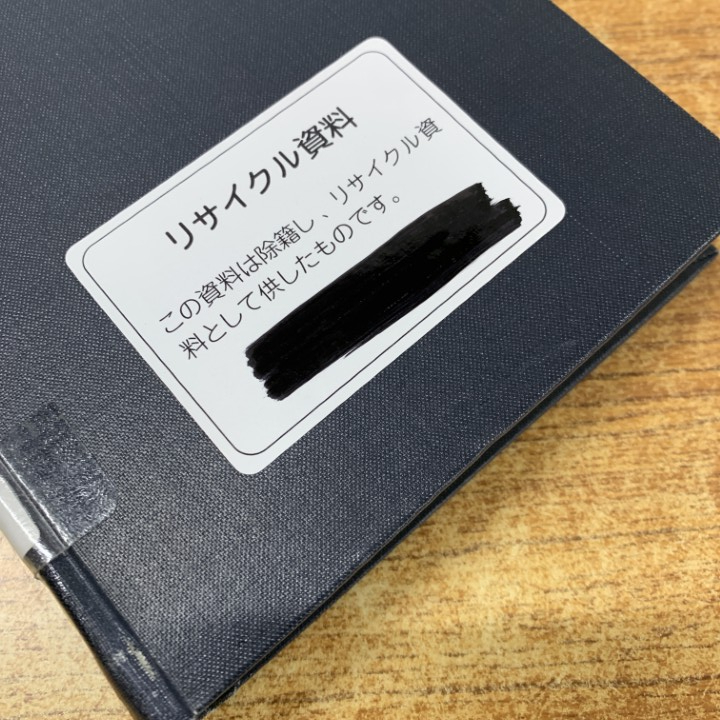 リサイクル資料
この資料は除籍し、リサイクル資
料として供したものです。